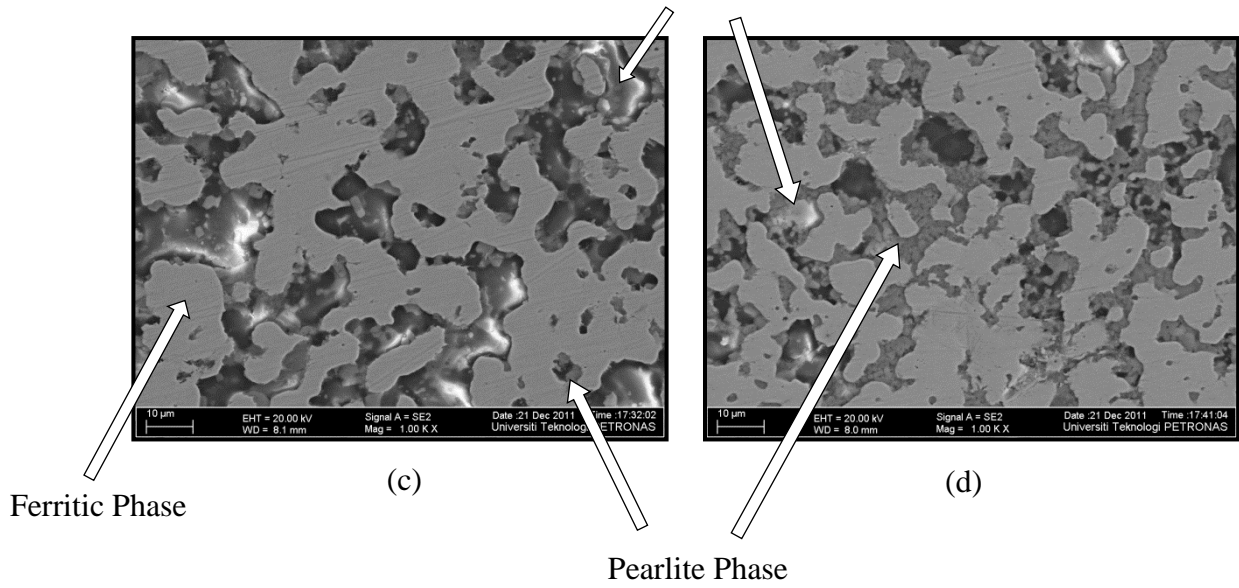 10 µm
EHT = 20.00 kV
WD = 8.1 mm
Signal A = SE2
Mag = 1.00 K X
Date :21 Dec 2011 Time :17:32:02
Universiti Teknologi PETRONAS
10 µm
EHT = 20.00 kV
WD = 8.0 mm
Signal A = SE2
Mag = 1.00 K X
Date :21 Dec 2011 Time :17:41:04
Universiti Teknologi PETRONAS
(c)
(d)
Ferritic Phase
Pearlite Phase